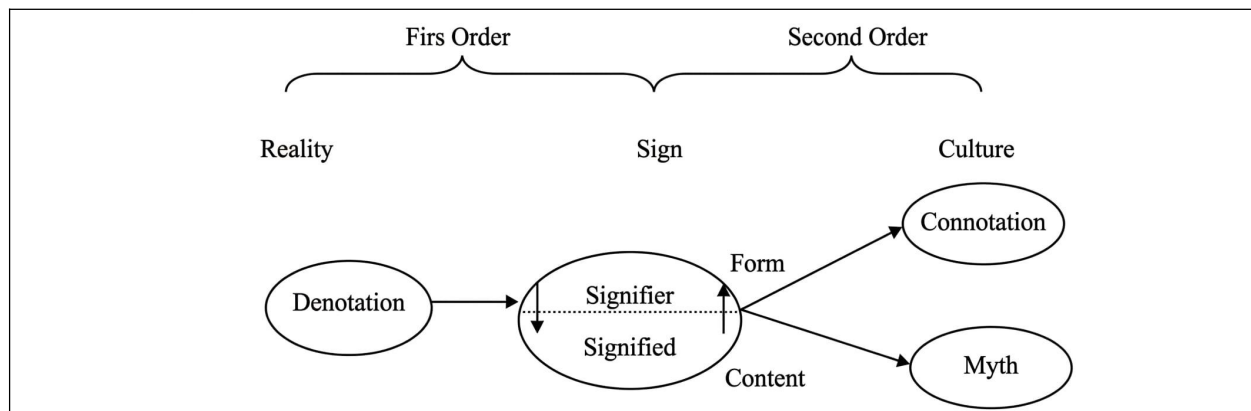 Firs Order
Second Order
Reality
Sign
Culture
Connotation
Form
Denotation
Signifier
Signified
Content
Myth